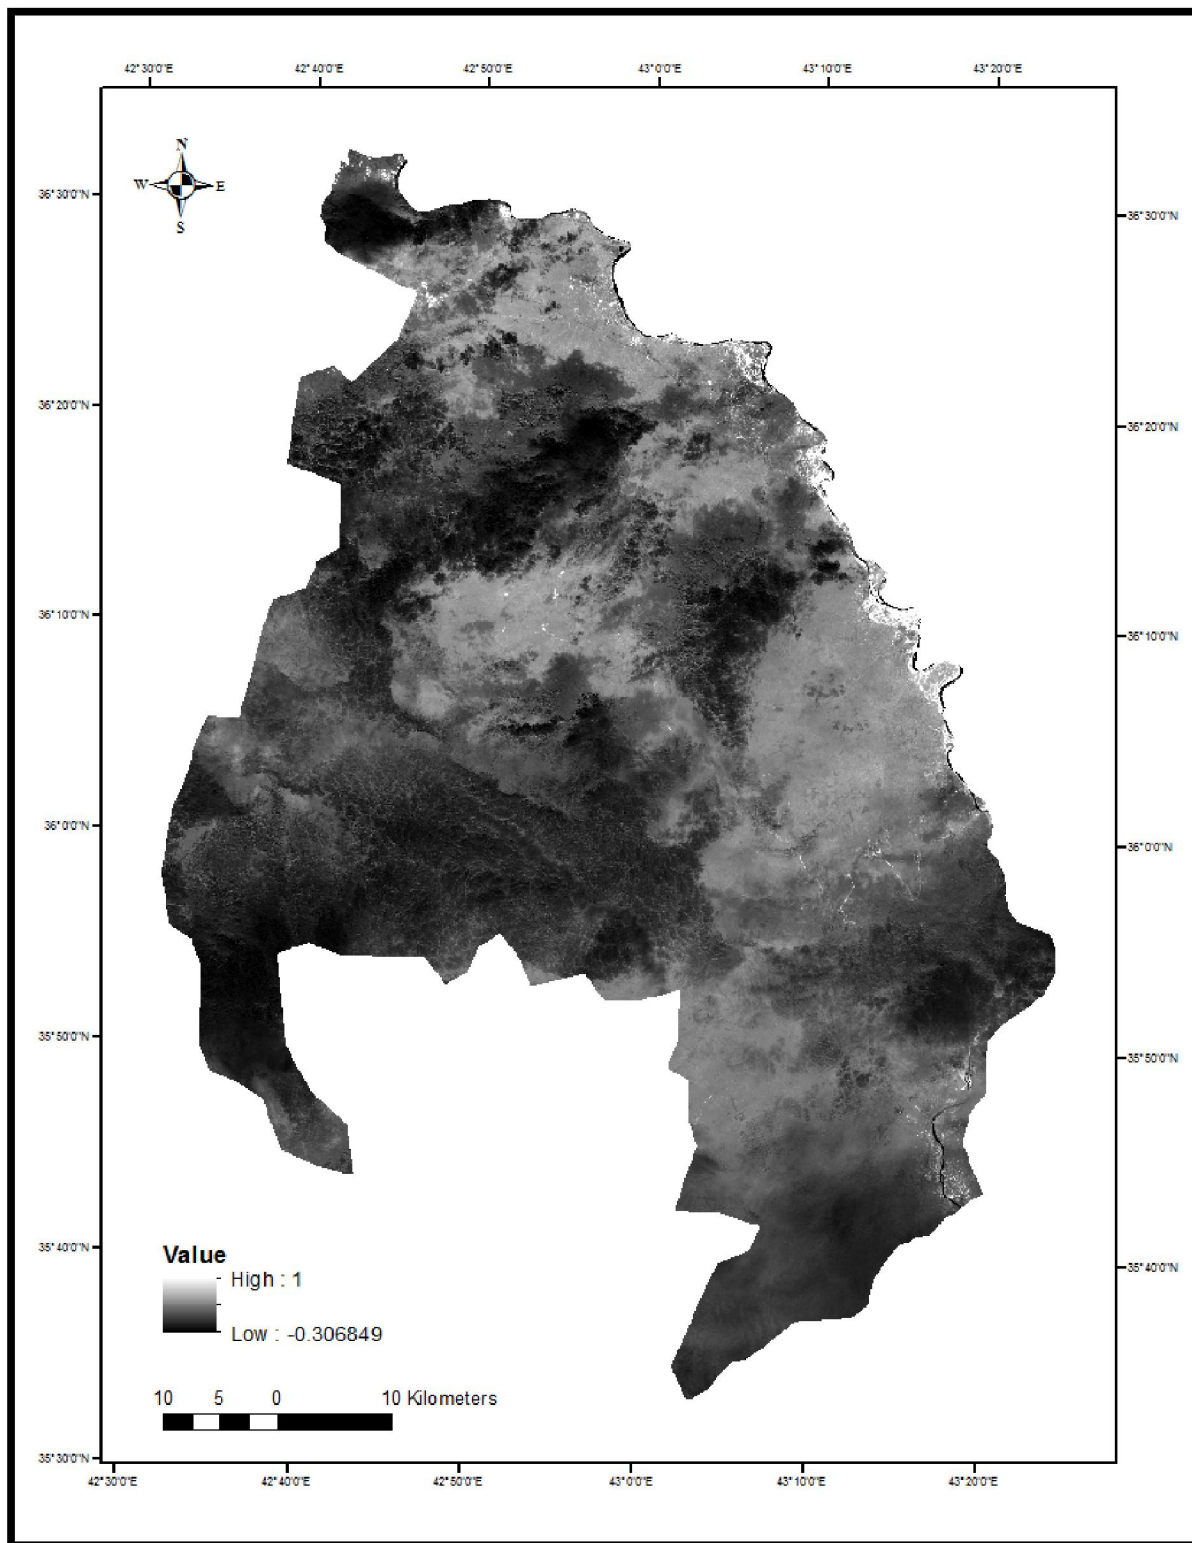 42°30'0"E 42°40'0"E 42°50'0"E 43°0'0"E 43°10'0"E 43°20'0"E
N
W E
S
36°30'0"N 36°30'0"N
36°20'0"N 36°20'0"N
36°10'0"N 36°10'0"N
36°0'0"N 36°0'0"N
35°50'0"N 35°50'0"N
35°40'0"N 35°40'0"N
Value
High : 1
Low : -0.306849
10 5 0 10 Kilometers
35°30'0"N
42°30'0"E 42°40'0"E 42°50'0"E 43°0'0"E 43°10'0"E 43°20'0"E